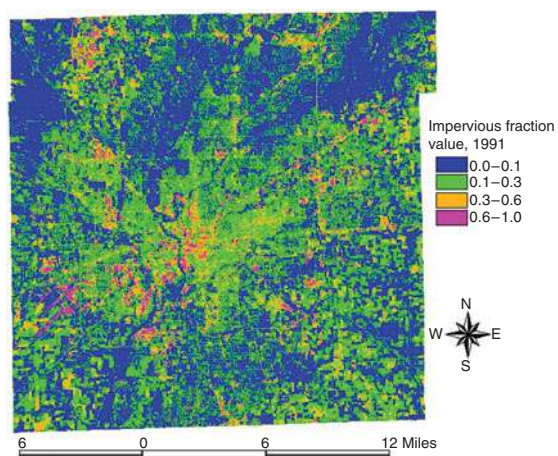 Impervious fraction
value, 1991
0.0–0.1
0.1–0.3
0.3–0.6
0.6–1.0
N
W E
S
6 0 6 12 Miles